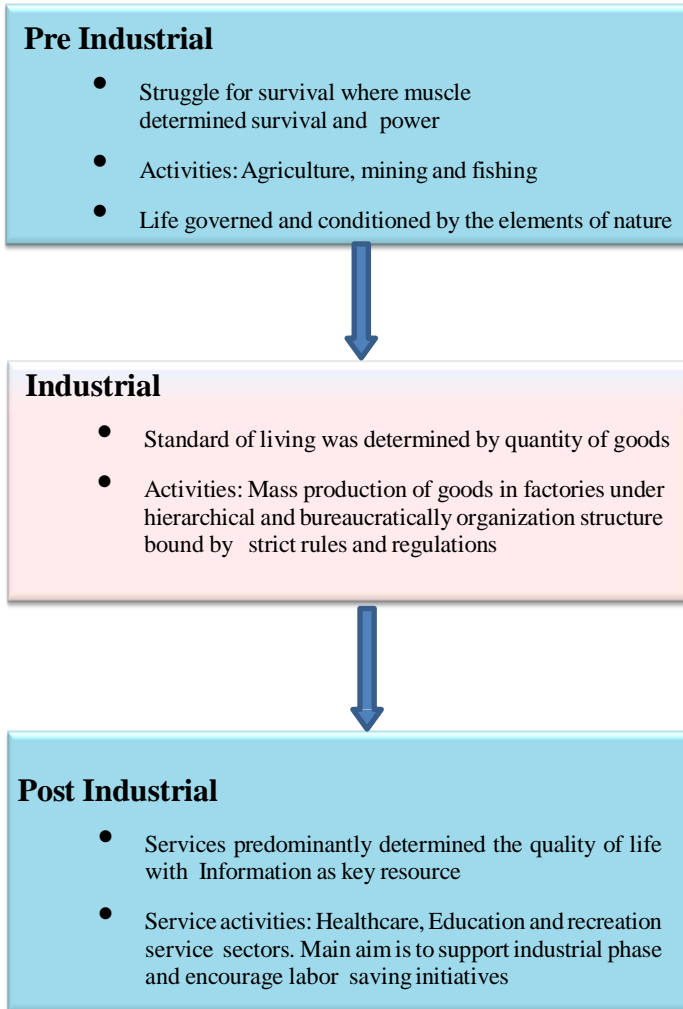 Pre Industrial
• Struggle for survival where muscle
determined survival and power
• Activities: Agriculture, mining and fishing
• Life governed and conditioned by the elements of nature
Industrial
• Standard of living was determined by quantity of goods
• Activities: Mass production of goods in factories under
hierarchical and bureaucratically organization structure
bound by strict rules and regulations
Post Industrial
• Services predominantly determined the quality of life
with Information as key resource
• Service activities: Healthcare, Education and recreation
service sectors. Main aim is to support industrial phase
and encourage labor saving initiatives